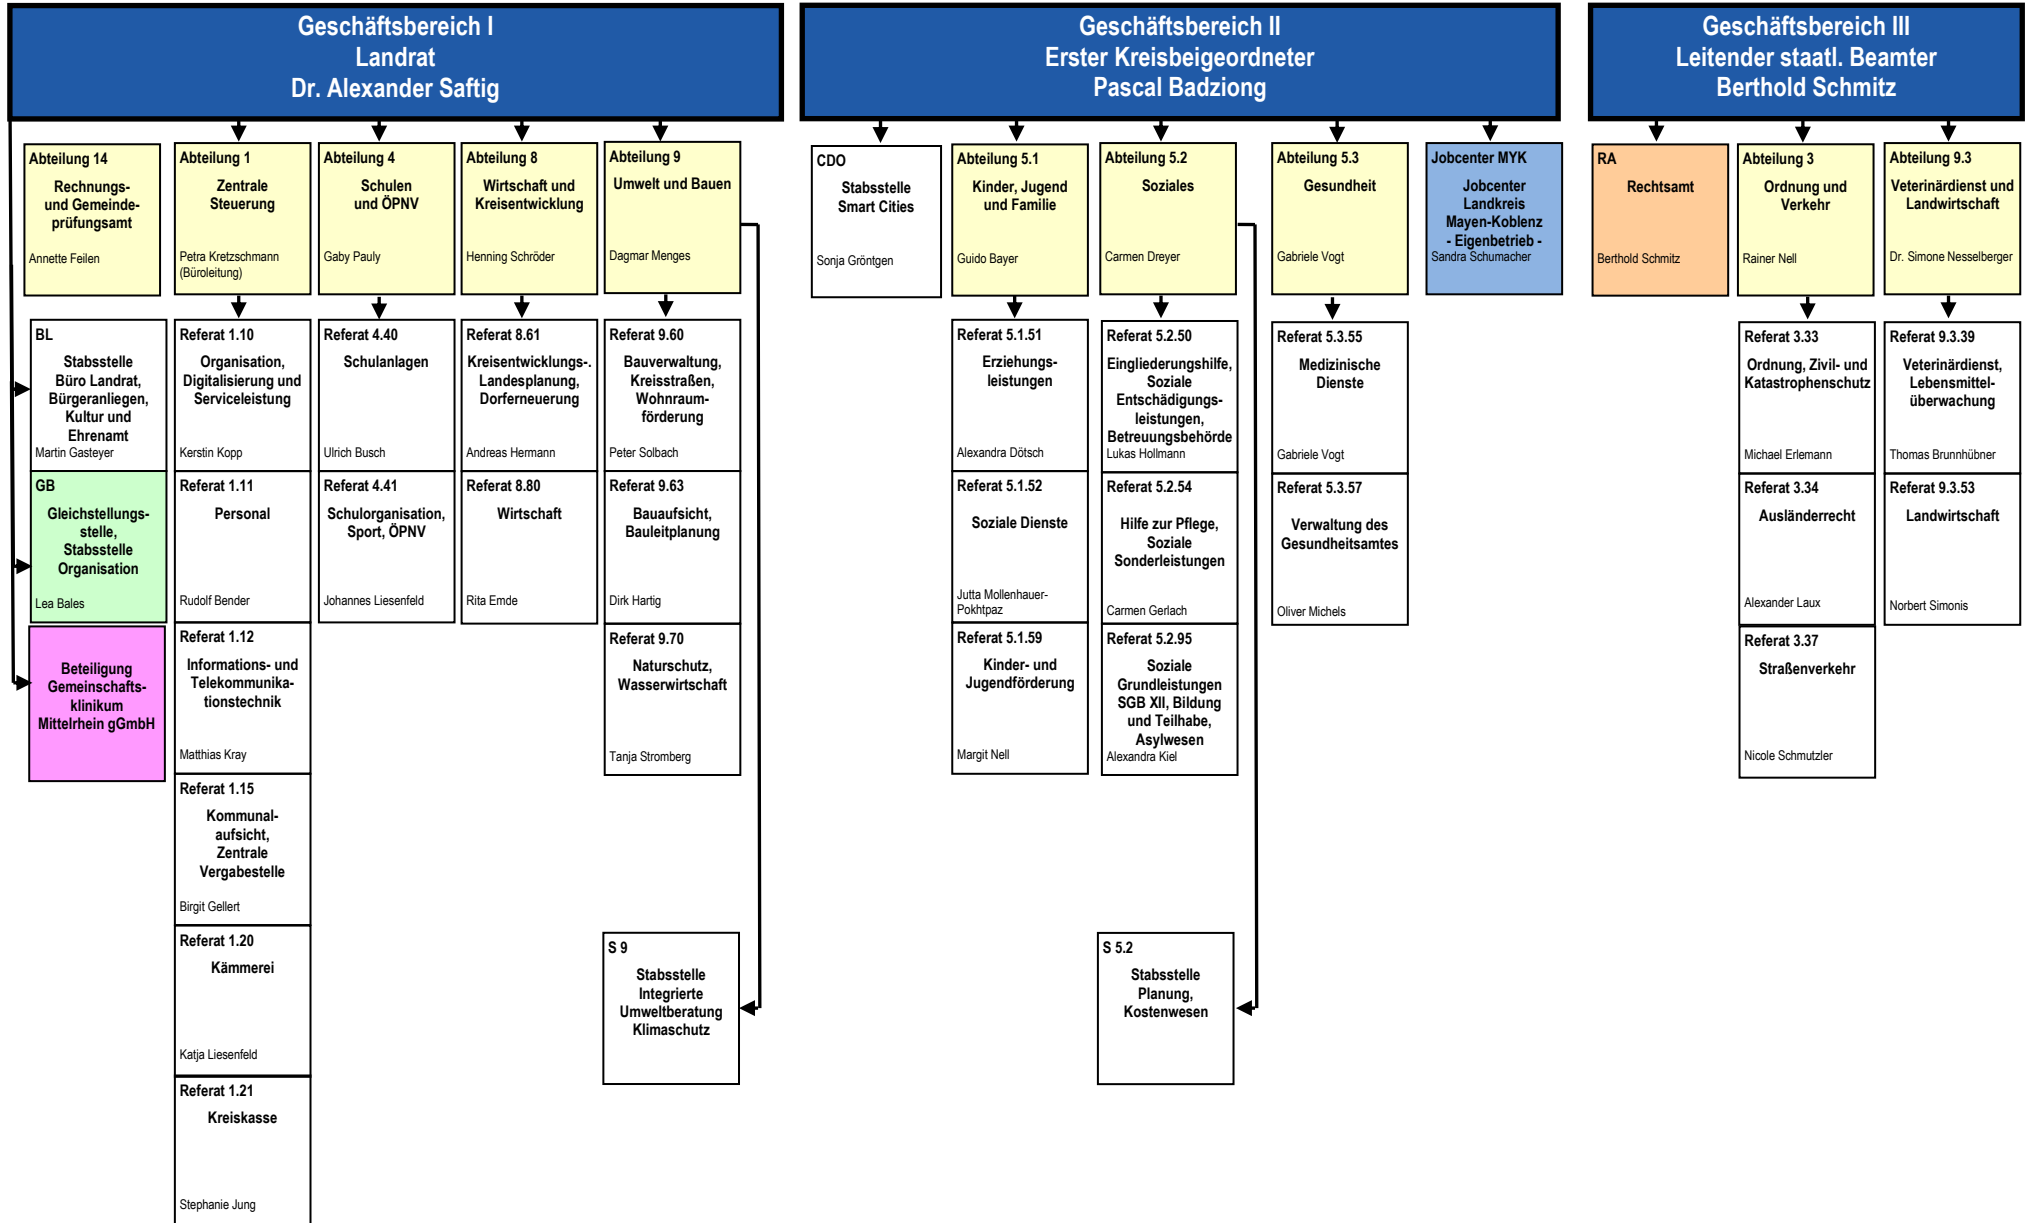 Geschäftsbereich I
Landrat
Dr. Alexander Saftig
Geschäftsbereich II
Erster Kreisbeigeordneter
Pascal Badziong
Geschäftsbereich III
Leitender staatl. Beamter
Berthold Schmitz
Abteilung 14
Rechnungs-
und Gemeinde-
prüfungsamt
Annette Feilen
Abteilung 1
Zentrale
Steuerung
Petra Kretzschmann
(Büroleitung)
Abteilung 4
Schulen
und ÖPNV
Gaby Pauly
Abteilung 8
Wirtschaft und
Kreisentwicklung
Henning Schröder
Abteilung 9
Umwelt und Bauen
Dagmar Menges
CDO
Stabsstelle
Smart Cities
Sonja Gröntgen
Abteilung 5.1
Kinder, Jugend
und Familie
Guido Bayer
Abteilung 5.2
Soziales
Carmen Dreyer
Abteilung 5.3
Gesundheit
Gabriele Vogt
Jobcenter MYK
Jobcenter
Landkreis
Mayen-Koblenz
- Eigenbetrieb -
Sandra Schumacher
RA
Rechtsamt
Berthold Schmitz
Abteilung 3
Ordnung und
Verkehr
Rainer Nell
Abteilung 9.3
Veterinärdienst und
Landwirtschaft
Dr. Simone Nesselberger
BL
Stabsstelle
Büro Landrat,
Bürgeranliegen,
Kultur und
Ehrenamt
Martin Gasteyer
GB
Gleichstellungs-
stelle,
Stabsstelle
Organisation
Lea Bales
Beteiligung
Gemeinschafts-
klinikum
Mittelrhein gGmbH
Referat 1.10
Organisation,
Digitalisierung und
Serviceleistung
Kerstin Kopp
Referat 1.11
Personal
Rudolf Bender
Referat 1.12
Informations- und
Telekommunika-
tionstechnik
Matthias Kray
Referat 1.15
Kommunal-
aufsicht,
Zentrale
Vergabestelle
Birgit Gellert
Referat 1.20
Kämmerei
Katja Liesenfeld
Referat 1.21
Kreiskasse
Stephanie Jung
Referat 4.40
Schulanlagen
Ulrich Busch
Referat 4.41
Schulorganisation,
Sport, ÖPNV
Johannes Liesenfeld
Referat 8.61
Kreisentwicklungs-.
Landesplanung,
Dorferneuerung
Andreas Hermann
Referat 8.80
Wirtschaft
Rita Emde
Referat 9.60
Bauverwaltung,
Kreisstraßen,
Wohnraum-
förderung
Peter Solbach
Referat 9.63
Bauaufsicht,
Bauleitplanung
Dirk Hartig
Referat 9.70
Naturschutz,
Wasserwirtschaft
Tanja Stromberg
S 9
Stabsstelle
Integrierte
Umweltberatung
Klimaschutz
Referat 5.1.51
Erziehungs-
leistungen
Alexandra Dötsch
Referat 5.1.52
Soziale Dienste
Jutta Mollenhauer-
Pokhtpaz
Referat 5.1.59
Kinder- und
Jugendförderung
Margit Nell
Referat 5.2.50
Eingliederungshilfe,
Soziale
Entschädigungs-
leistungen,
Betreuungsbehörde
Lukas Hollmann
Referat 5.2.54
Hilfe zur Pflege,
Soziale
Sonderleistungen
Carmen Gerlach
Referat 5.2.95
Soziale
Grundleistungen
SGB XII, Bildung
und Teilhabe,
Asylwesen
Alexandra Kiel
S 5.2
Stabsstelle
Planung,
Kostenwesen
Referat 5.3.55
Medizinische
Dienste
Gabriele Vogt
Referat 5.3.57
Verwaltung des
Gesundheitsamtes
Oliver Michels
Referat 3.33
Ordnung, Zivil- und
Katastrophenschutz
Michael Erlemann
Referat 3.34
Ausländerrecht
Alexander Laux
Referat 3.37
Straßenverkehr
Nicole Schmutzler
Referat 9.3.39
Veterinärdienst,
Lebensmittel-
überwachung
Thomas Brunnhübner
Referat 9.3.53
Landwirtschaft
Norbert Simonis